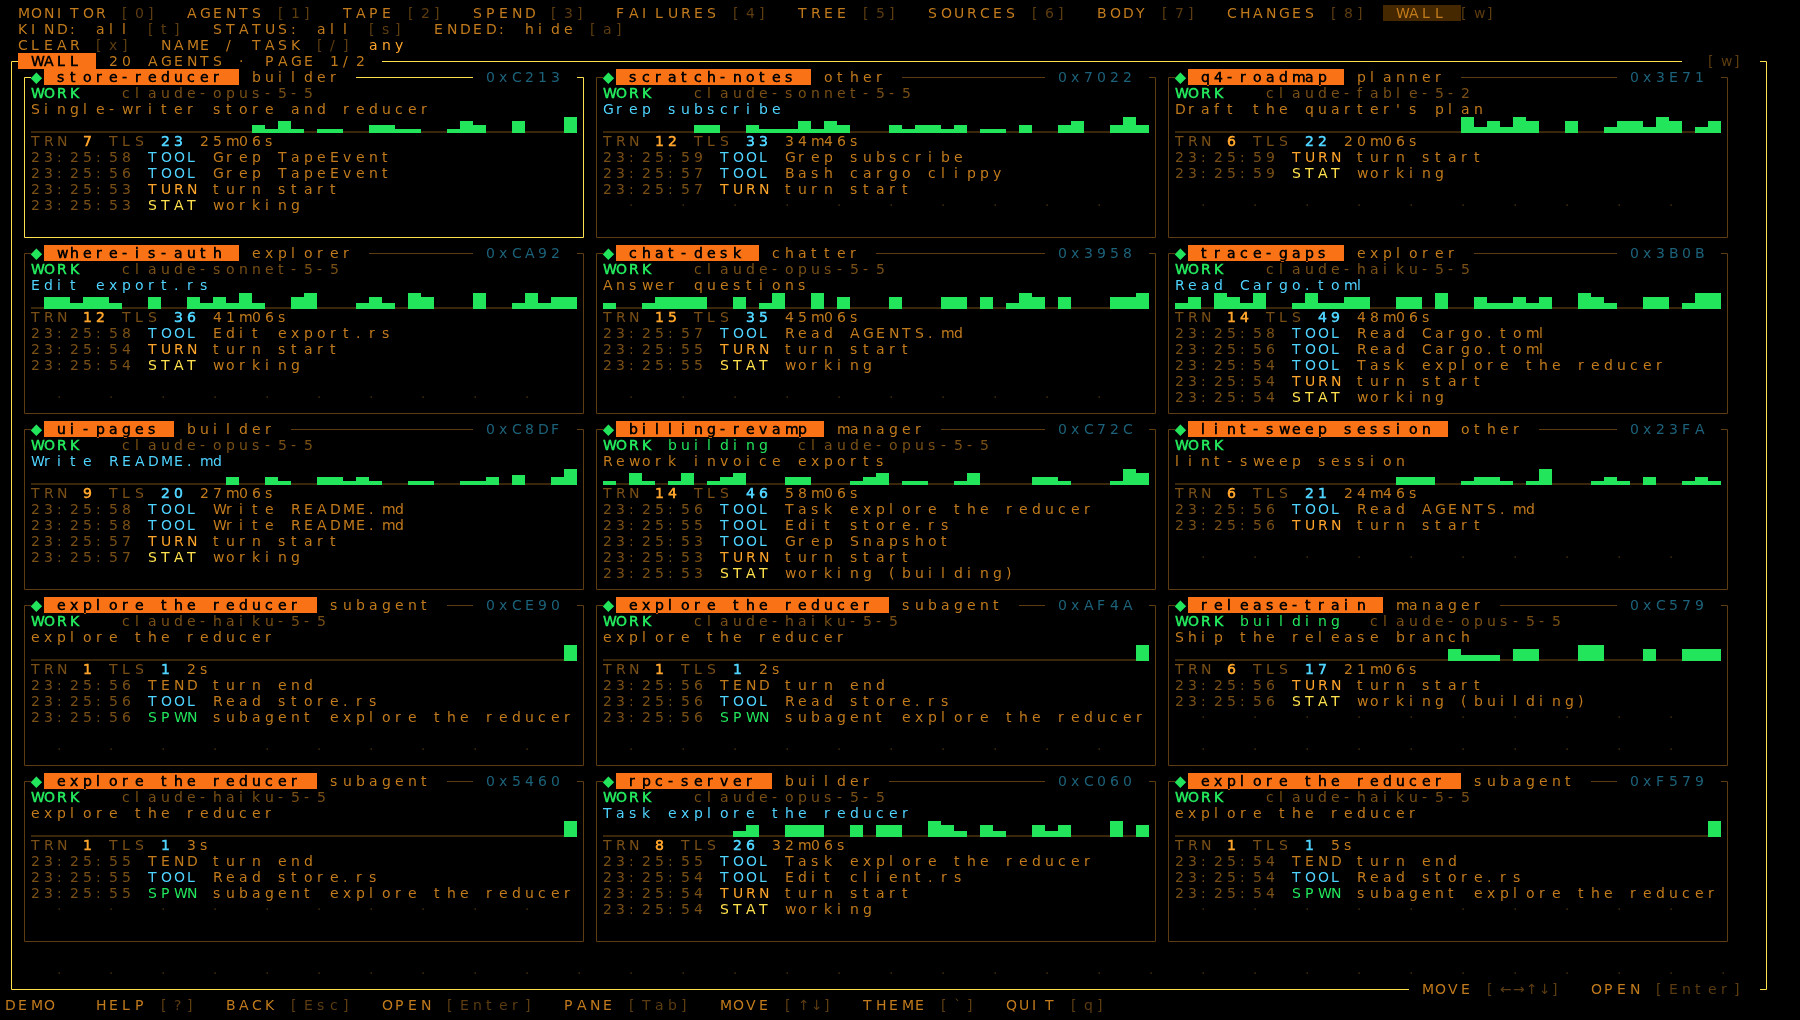 MONITOR [0] AGENTS [1] TAPE [2] SPEND [3] FAILURES [4] TREE [5] SOURCES [6] BODY [7] CHANGES [8] WALL [w]
KIND: all [t] STATUS: all [s] ENDED: hide [a]
CLEAR [x] NAME / TASK [/] any
WALL 20 AGENTS · PAGE 1/2 [w]
◆ store-reducer builder 0xC213
WORK claude-opus-5-5
Single-writer store and reducer
TRN 7 TLS 23 25m06s
23:25:58 TOOL Grep TapeEvent
23:25:56 TOOL Grep TapeEvent
23:25:53 TURN turn start
23:25:53 STAT working
◆ scratch-notes other 0x7022
WORK claude-sonnet-5-5
Grep subscribe
TRN 12 TLS 33 34m46s
23:25:59 TOOL Grep subscribe
23:25:57 TOOL Bash cargo clippy
23:25:57 TURN turn start
◆ q4-roadmap planner 0x3E71
WORK claude-fable-5-2
Draft the quarter's plan
TRN 6 TLS 22 20m06s
23:25:59 TURN turn start
23:25:59 STAT working
◆ where-is-auth explorer 0xCA92
WORK claude-sonnet-5-5
Edit export.rs
TRN 12 TLS 36 41m06s
23:25:58 TOOL Edit export.rs
23:25:54 TURN turn start
23:25:54 STAT working
◆ chat-desk chatter 0x3958
WORK claude-opus-5-5
Answer questions
TRN 15 TLS 35 45m06s
23:25:57 TOOL Read AGENTS.md
23:25:55 TURN turn start
23:25:55 STAT working
◆ trace-gaps explorer 0x3B0B
WORK claude-haiku-5-5
Read Cargo.toml
TRN 14 TLS 49 48m06s
23:25:58 TOOL Read Cargo.toml
23:25:56 TOOL Read Cargo.toml
23:25:54 TOOL Task explore the reducer
23:25:54 TURN turn start
23:25:54 STAT working
◆ ui-pages builder 0xC8DF
WORK claude-opus-5-5
Write README.md
TRN 9 TLS 20 27m06s
23:25:58 TOOL Write README.md
23:25:58 TOOL Write README.md
23:25:57 TURN turn start
23:25:57 STAT working
◆ billing-revamp manager 0xC72C
WORK building claude-opus-5-5
Rework invoice exports
TRN 14 TLS 46 58m06s
23:25:56 TOOL Task explore the reducer
23:25:55 TOOL Edit store.rs
23:25:53 TOOL Grep Snapshot
23:25:53 TURN turn start
23:25:53 STAT working (building)
◆ lint-sweep session other 0x23FA
WORK
lint-sweep session
TRN 6 TLS 21 24m46s
23:25:56 TOOL Read AGENTS.md
23:25:56 TURN turn start
◆ explore the reducer subagent 0xCE90
WORK claude-haiku-5-5
explore the reducer
TRN 1 TLS 1 2s
23:25:56 TEND turn end
23:25:56 TOOL Read store.rs
23:25:56 SPWN subagent explore the reducer
◆ explore the reducer subagent 0xAF4A
WORK claude-haiku-5-5
explore the reducer
TRN 1 TLS 1 2s
23:25:56 TEND turn end
23:25:56 TOOL Read store.rs
23:25:56 SPWN subagent explore the reducer
◆ release-train manager 0xC579
WORK building claude-opus-5-5
Ship the release branch
TRN 6 TLS 17 21m06s
23:25:56 TURN turn start
23:25:56 STAT working (building)
◆ explore the reducer subagent 0x5460
WORK claude-haiku-5-5
explore the reducer
TRN 1 TLS 1 3s
23:25:55 TEND turn end
23:25:55 TOOL Read store.rs
23:25:55 SPWN subagent explore the reducer
◆ rpc-server builder 0xC060
WORK claude-opus-5-5
Task explore the reducer
TRN 8 TLS 26 32m06s
23:25:55 TOOL Task explore the reducer
23:25:54 TOOL Edit client.rs
23:25:54 TURN turn start
23:25:54 STAT working
◆ explore the reducer subagent 0xF579
WORK claude-haiku-5-5
explore the reducer
TRN 1 TLS 1 5s
23:25:54 TEND turn end
23:25:54 TOOL Read store.rs
23:25:54 SPWN subagent explore the reducer
MOVE [←→↑↓] OPEN [Enter]
DEMO HELP [?] BACK [Esc] OPEN [Enter] PANE [Tab] MOVE [↑↓] THEME [`] QUIT [q]